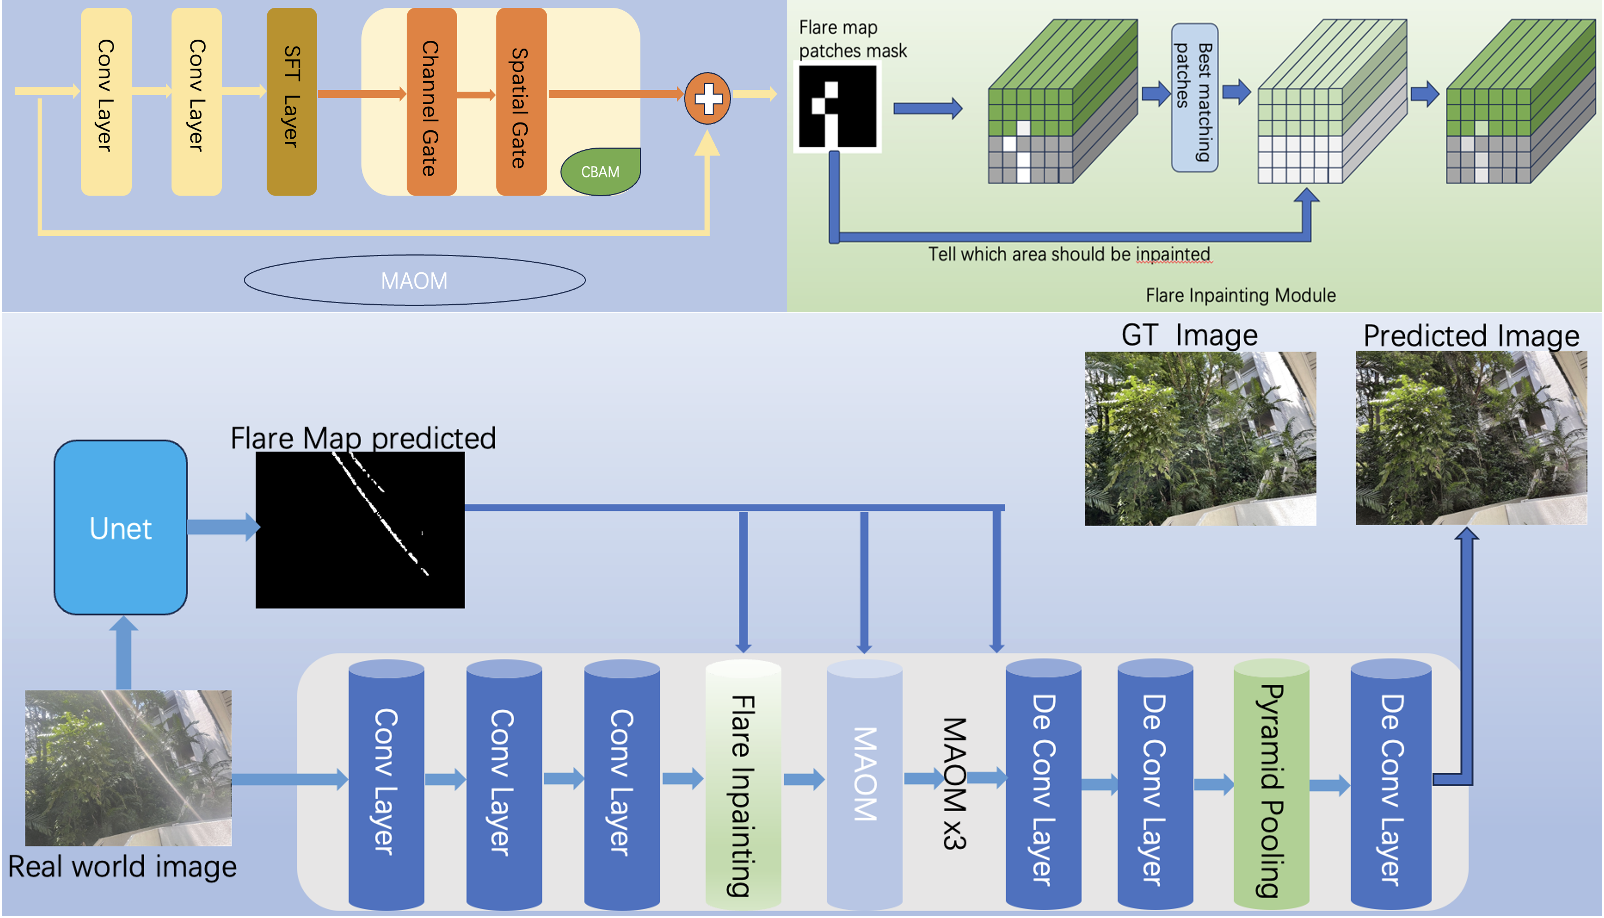 Conv Layer
Conv Layer
SFT Layer
Channel Gate
Spatial Gate
CBAM
MAOM
Flare map
patches mask
Best matching
patches
Tell which area should be inpainted
Flare Inpainting Module
GT Image
Predicted Image
Flare Map predicted
Unet
Real world image
Conv Layer
Conv Layer
Conv Layer
Flare Inpainting
MAOM
MAOM x3
De Conv Layer
De Conv Layer
Pyramid Pooling
De Conv Layer